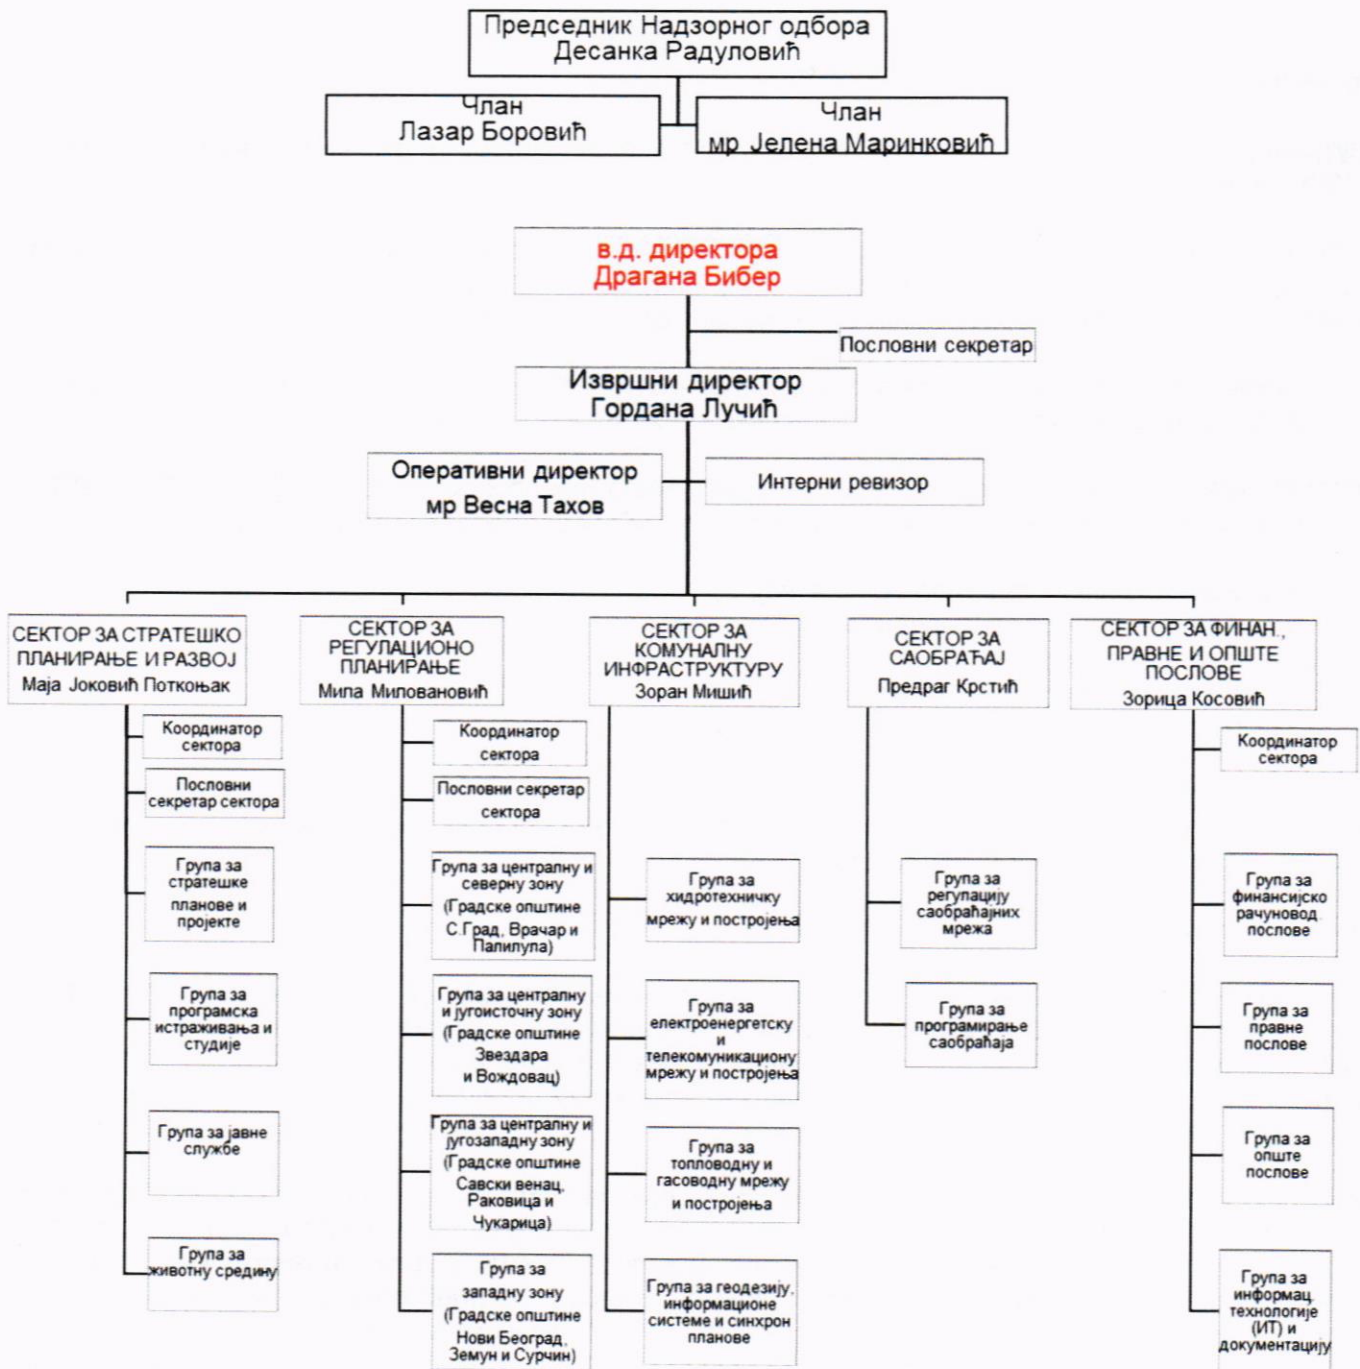 Председник Надзорног одбора
Десанка Радуловић
Члан
Лазар Боровић
Члан
мр Јелена Маринковић
в.д. директора
Драгана Бибер
Пословни секретар
Извршни директор
Гордана Лучић
Оперативни директор
мр Весна Тахов
Интерни ревизор
СЕКТОР ЗА СТРАТЕШКО
ПЛАНИРАЊЕ И РАЗВОЈ
Маја Јоковић Поткоњак
Координатор
сектора
Пословни
секретар сектора
Група за
стратешке
планове и
пројекте
Група за
програмска
истраживања и
студије
Група за јавне
службе
Група за
животну средину
СЕКТОР ЗА
РЕГУЛАЦИОНО
ПЛАНИРАЊЕ
Мила Миловановић
Координатор
сектора
Пословни секретар
сектора
Група за централну и
северну зону
(Градске општине
С.Град, Врачар и
Палилула)
Група за централну
и југоисточну зону
(Градске општине
Звездара
и Вождовац)
Група за централну и
југозападну зону
(Градске општине
Савски венац,
Раковица и
Чукарица)
Група за
западну зону
(Градске општине
Нови Београд,
Земун и Сурчин)
СЕКТОР ЗА
КОМУНАЛНУ
ИНФРАСТРУКТУРУ
Зоран Мишић
Група за
хидротехничку
мрежу и постројења
Група за
електроенергетску
и
телекомуникациону
мрежу и постројења
Група за
топловодну и
гасоводну мрежу
и постројења
Група за геодезију,
информационе
системе и синхрон
планове
СЕКТОР ЗА
САОБРАЋАЈ
Предраг Крстић
Група за
регулацију
саобраћајних
мрежа
Група за
програмирање
саобраћаја
СЕКТОР ЗА ФИНАН.,
ПРАВНЕ И ОПШТЕ
ПОСЛОВЕ
Зорица Косовић
Координатор
сектора
Група за
финансијско
рачуновод.
послове
Група за
правне
послове
Група за
опште
послове
Група за
информац.
технологије
(ИТ) и
документацију